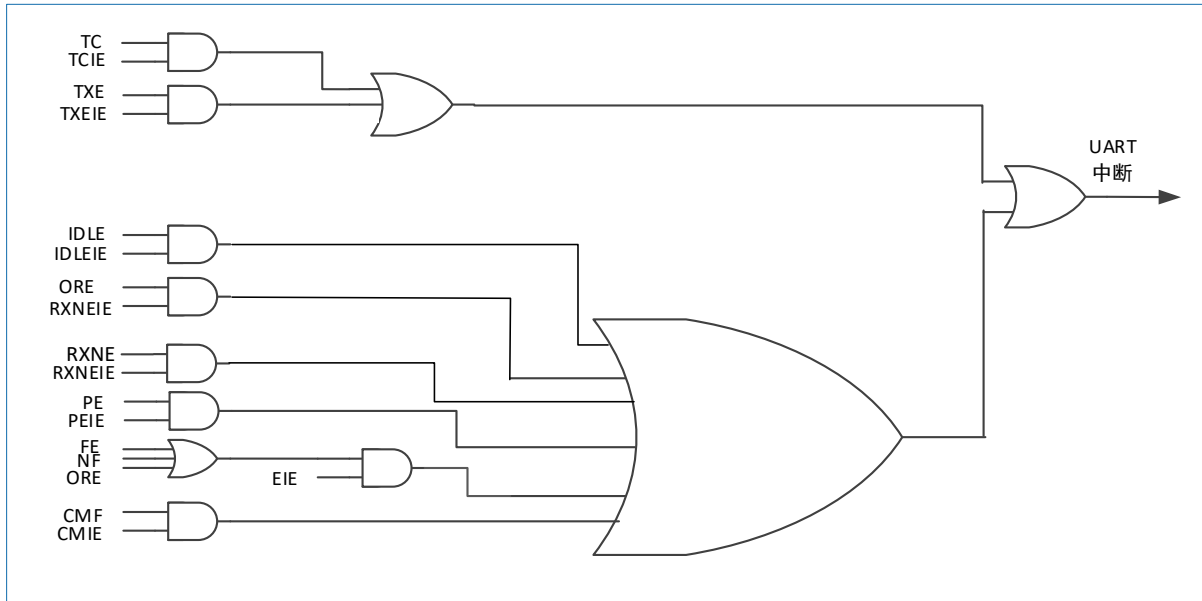 TC
TCIE
TXE
TXEIE
UART
中断
IDLE
IDLEIE
ORE
RXNEIE
RXNE
RXNEIE
PE
PEIE
FE
NF
ORE
EIE
CMF
CMIE